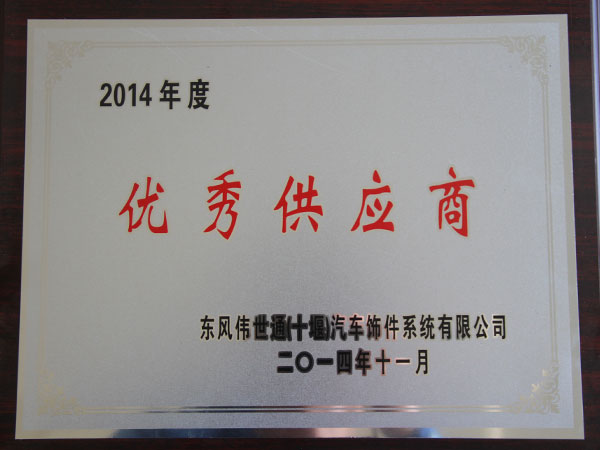 2014年度
优秀供应商
东风伟世通(十堰)汽车饰件系统有限公司
二〇一四年十一月